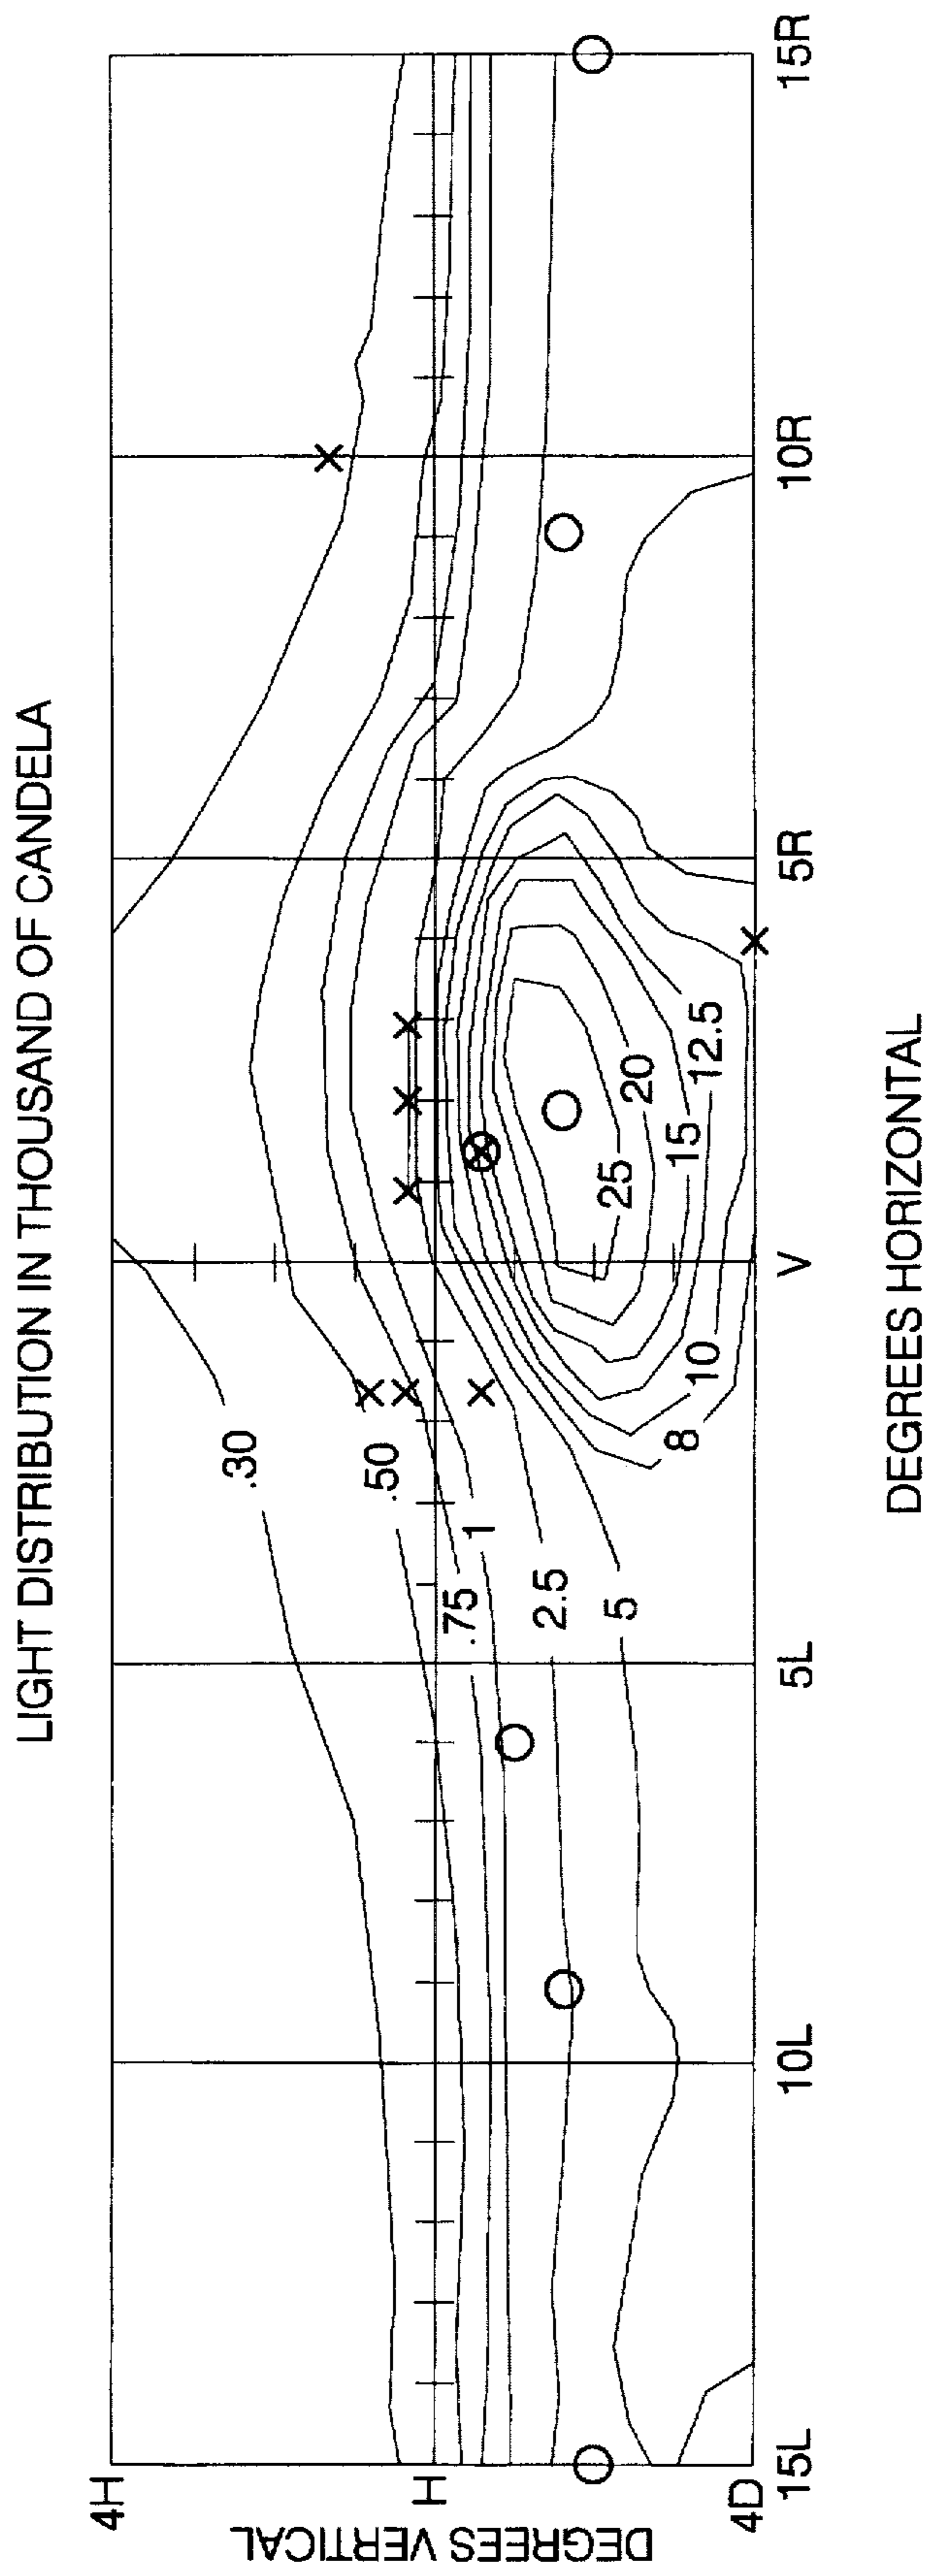 LIGHT DISTRIBUTION IN THOUSAND OF CANDELA
DEGREES VERTICAL
4H
H
4D
.30
.50
.75
1
2.5
5
8
10
15
12.5
20
25
15L
10L
5L
V
5R
10R
15R
DEGREES HORIZONTAL